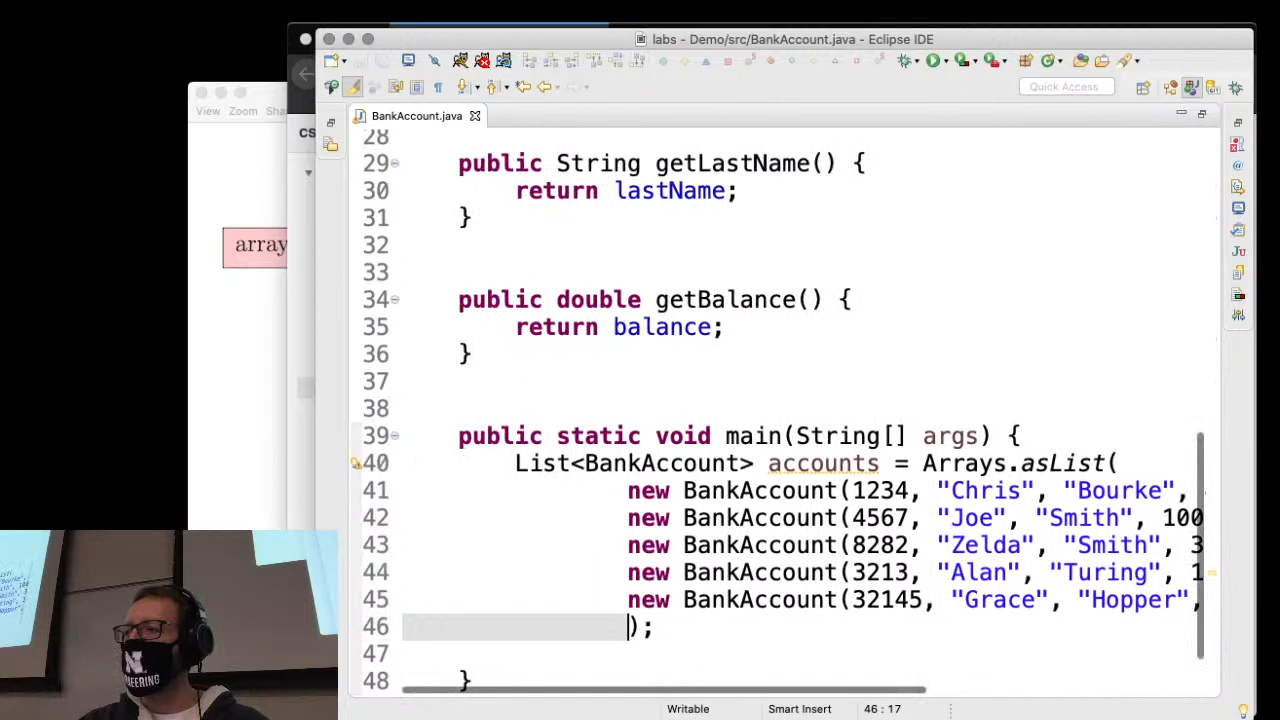 labs - Demo/src/BankAccount.java - Eclipse IDE
View Zoom Sha
Quick Access
CS
BankAccount.java
array
28
29 public String getLastName() {
30 return lastName;
31 }
32
33
34 public double getBalance() {
35 return balance;
36 }
37
38
39 public static void main(String[] args) {
40 List<BankAccount> accounts = Arrays.asList(
41 new BankAccount(1234, "Chris", "Bourke",
42 new BankAccount(4567, "Joe", "Smith", 100
43 new BankAccount(8282, "Zelda", "Smith", 3
44 new BankAccount(3213, "Alan", "Turing", 1
45 new BankAccount(32145, "Grace", "Hopper",
46 );
47
48 }
Writable Smart Insert 46 : 17
N
NEERING